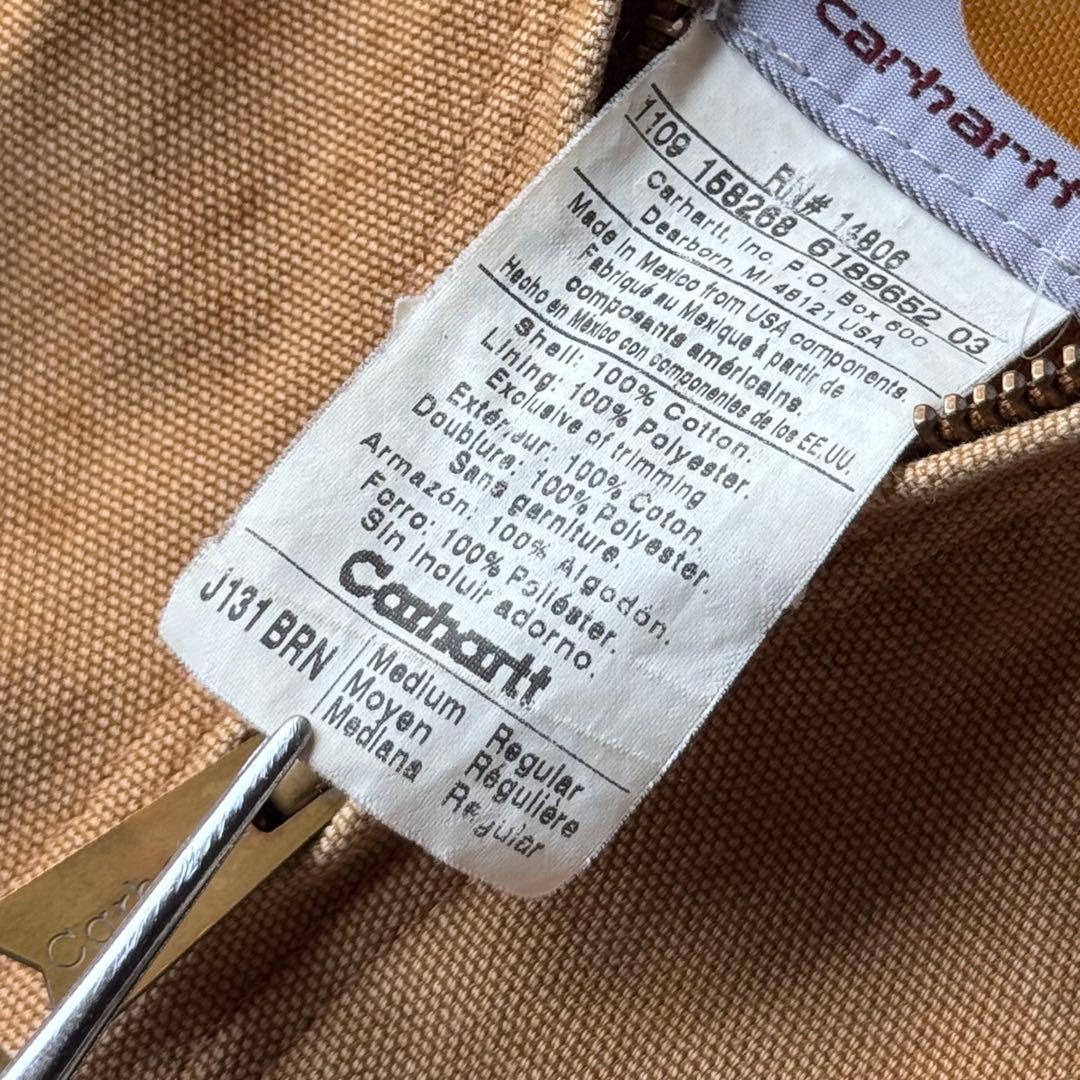 carhartt
RN# 14806
1109 158268 6189652 03
Carhartt, Inc. P.O. Box 600
Dearborn, MI 48121 USA
Made in Mexico from USA components.
Fabriqué au Mexique à partir de
composants américains.
Hecho en México con componentes de los EE.UU.
Shell: 100% Cotton.
Lining: 100% Polyester.
Exclusive of trimming
Extérieur: 100% Coton.
Doublure: 100% Polyester.
Sans garniture.
Armazón: 100% Algodón.
Forro: 100% Poliéster.
Sin incluir adorno.
Carhartt
J131 BRN
Medium Regular
Moyen Régulière
Mediana Regular